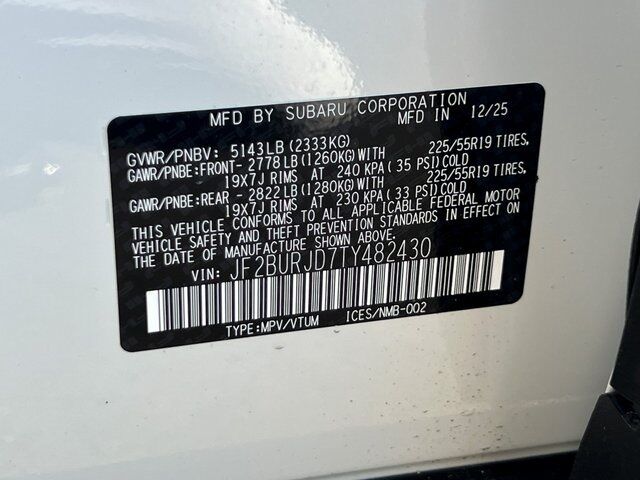 MFD BY SUBARU CORPORATION
MFD IN 12/25
GVWR/PNBV: 5143LB (2333KG)
GAWR/PNBE:FRONT- 2778LB (1260KG) WITH 225/55R19 TIRES,
19X7J RIMS AT 240 KPA (35 PSI) COLD
GAWR/PNBE:REAR - 2822LB (1280KG) WITH 225/55R19 TIRES,
19X7J RIMS AT 230 KPA (33 PSI) COLD
THIS VEHICLE CONFORMS TO ALL APPLICABLE FEDERAL MOTOR
VEHICLE SAFETY AND THEFT PREVENTION STANDARDS IN EFFECT ON
THE DATE OF MANUFACTURE SHOWN ABOVE.
VIN: JF2BURJD7TY482430
TYPE:MPV/VTUM ICES/NMB-002